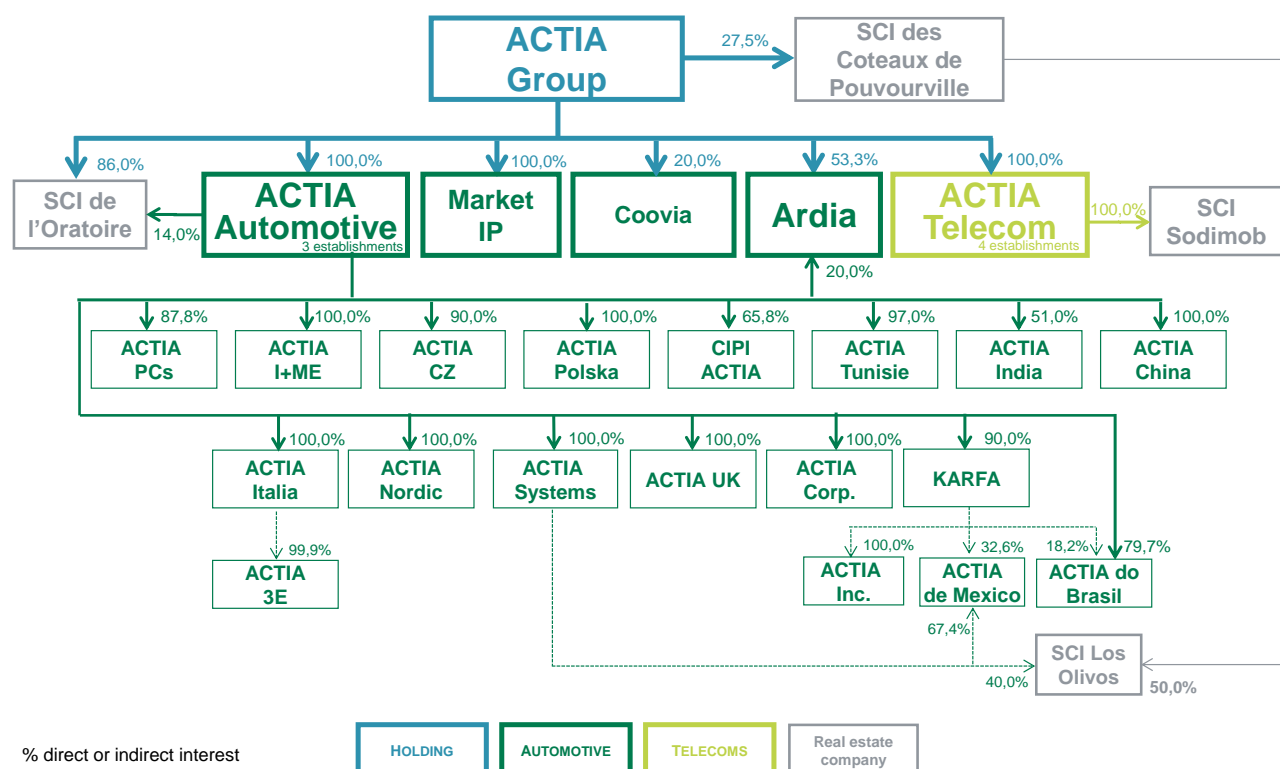 ACTIA
Group
27,5%
SCI des
Coteaux de
Pouvourville
86,0%
100,0%
100,0%
20,0%
53,3%
100,0%
SCI de
l'Oratoire
14,0%
ACTIA
Automotive
3 establishments
Market
IP
Coovia
Ardia
ACTIA
Telecom
4 establishments
100,0%
SCI
Sodimob
20,0%
87,8%
100,0%
90,0%
100,0%
65,8%
97,0%
51,0%
100,0%
ACTIA
PCs
ACTIA
I+ME
ACTIA
CZ
ACTIA
Polska
CIPI
ACTIA
ACTIA
Tunisie
ACTIA
India
ACTIA
China
100,0%
100,0%
100,0%
100,0%
100,0%
90,0%
ACTIA
Italia
ACTIA
Nordic
ACTIA
Systems
ACTIA UK
ACTIA
Corp.
KARFA
99,9%
100,0%
32,6%
18,2%
79,7%
ACTIA
3E
ACTIA
Inc.
ACTIA
de Mexico
ACTIA do
Brasil
67,4%
SCI Los
Olivos
40,0%
50,0%
% direct or indirect interest
HOLDING
AUTOMOTIVE
TELECOMS
Real estate
company